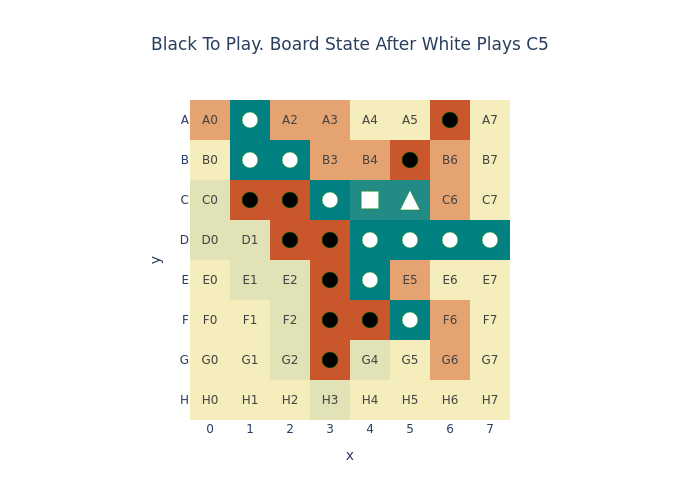 Black To Play. Board State After White Plays C5
A A0 A2 A3 A4 A5 A7
B B0 B3 B4 B6 B7
C C0 C6 C7
D D0 D1
E E0 E1 E2 E5 E6 E7
F F0 F1 F2 F6 F7
G G0 G1 G2 G4 G5 G6 G7
H H0 H1 H2 H3 H4 H5 H6 H7
0 1 2 3 4 5 6 7
x
y